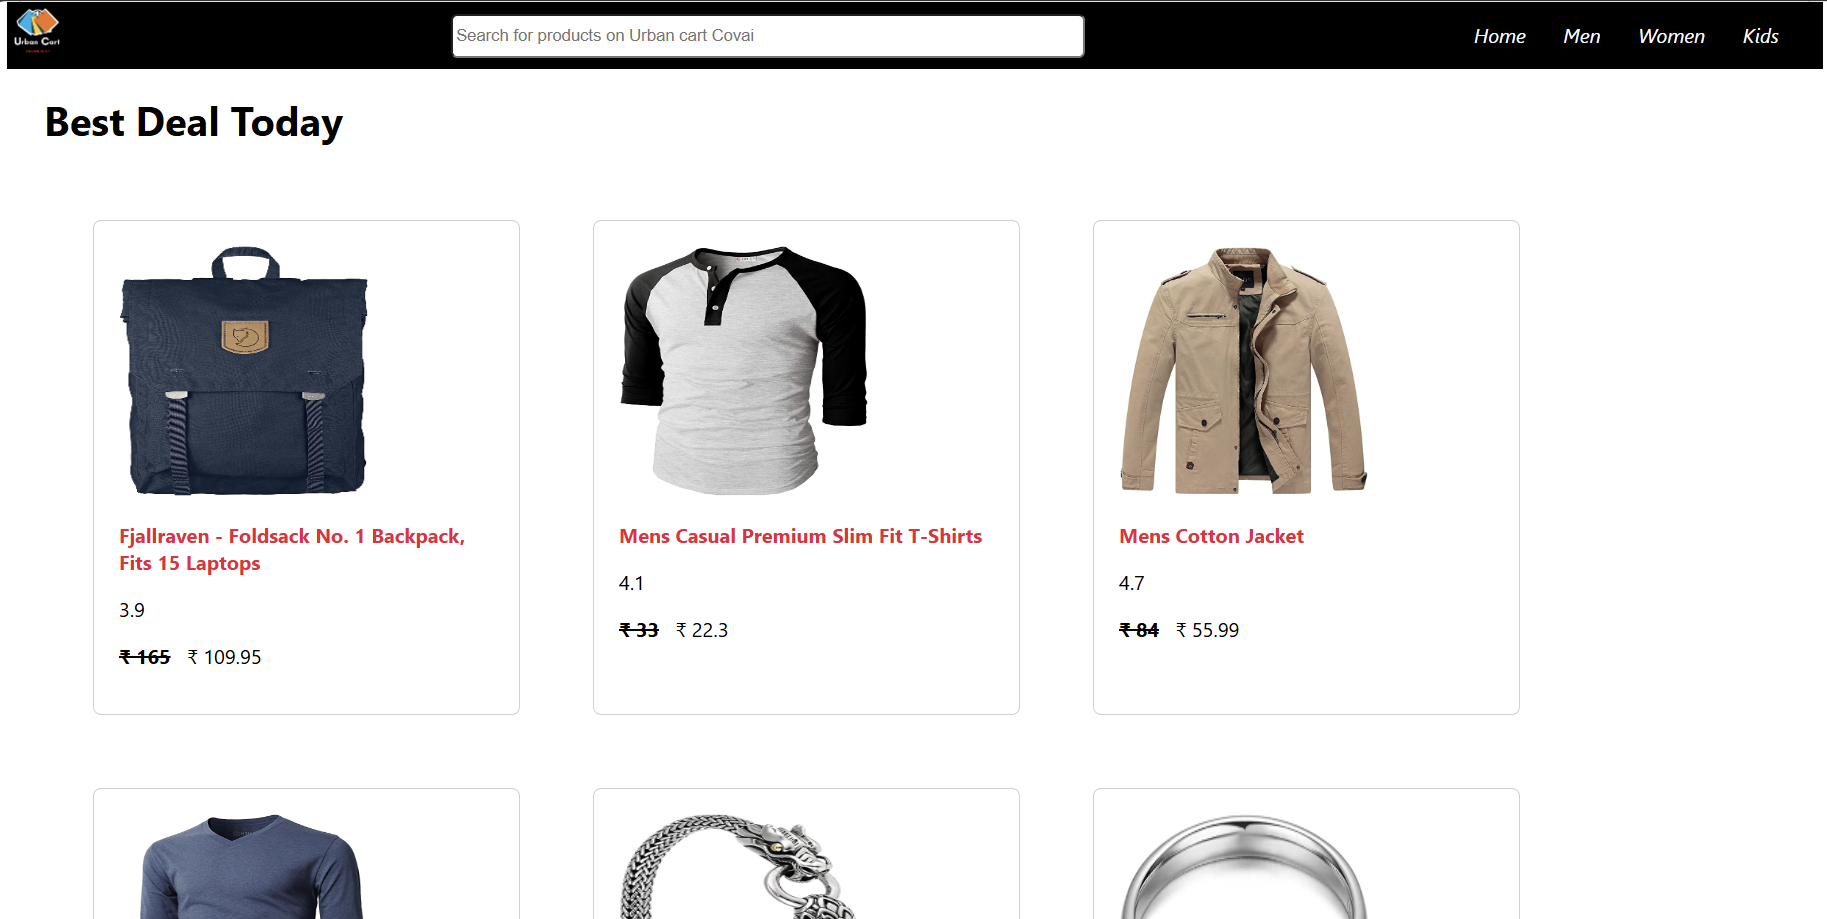 Urban Cart
Search for products on Urban cart Covai
Home
Men
Women
Kids
Best Deal Today
Fjallraven - Foldsack No. 1 Backpack,
Fits 15 Laptops
3.9
₹ 165 ₹ 109.95
Mens Casual Premium Slim Fit T-Shirts
4.1
₹ 33 ₹ 22.3
Mens Cotton Jacket
4.7
₹ 84 ₹ 55.99